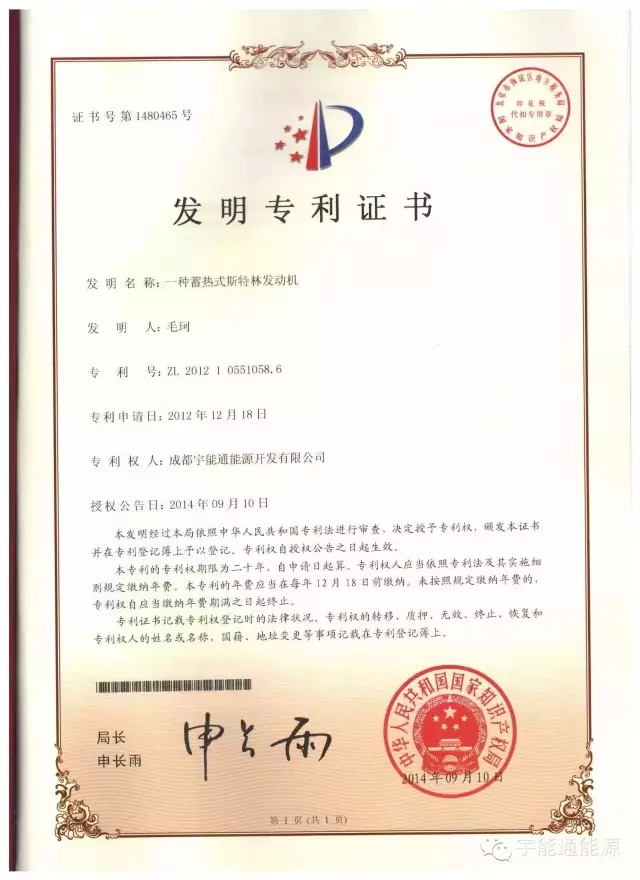 证书号第1480465号
北京市海淀区地方税务局
印花税
代扣专用章
国家知识产权局
发明专利证书
发明名称:一种蓄热式斯特林发动机
发明人:毛珂
专利号:ZL 2012 1 0551058.6
专利申请日:2012年12月18日
专利权人:成都宇能通能源开发有限公司
授权公告日:2014年09月10日
本发明经过本局依照中华人民共和国专利法进行审查,决定授予专利权,颁发本证书
并在专利登记簿上予以登记。专利权自授权公告之日起生效。
本专利的专利权期限为二十年,自申请日起算。专利权人应当依照专利法及其实施细
则规定缴纳年费。本专利的年费应当在每年12月18日前缴纳。未按照规定缴纳年费的,
专利权自应当缴纳年费期满之日起终止。
专利证书记载专利权登记时的法律状况。专利权的转移、质押、无效、终止、恢复和
专利权人的姓名或名称、国籍、地址变更等事项记载在专利登记簿上。
局长
申长雨
申长雨
中华人民共和国国家知识产权局
2014年09月10日
第1页(共1页)
宇能通能源